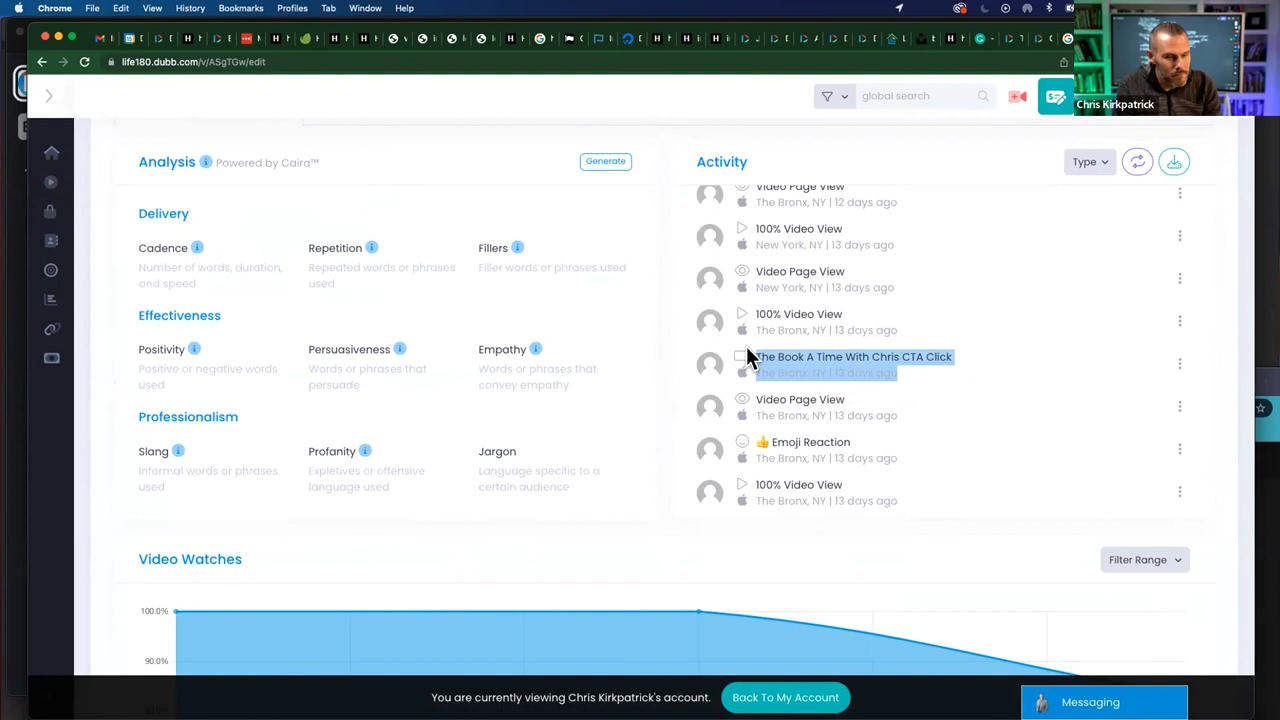 Chrome File Edit View History Bookmarks Profiles Tab Window Help
life180.dubb.com/v/ASgTGw/edit
Chris Kirkpatrick
global search
Analysis Powered by Caira™
Generate
Activity
Type
Delivery
Cadence
Number of words, duration,
and speed
Repetition
Repeated words or phrases
used
Fillers
Filler words or phrases used
Effectiveness
Positivity
Positive or negative words
used
Persuasiveness
Words or phrases that
persuade
Empathy
Words or phrases that
convey empathy
Professionalism
Slang
Informal words or phrases
used
Profanity
Expletives or offensive
language used
Jargon
Language specific to a
certain audience
Video Page View
The Bronx, NY | 12 days ago
100% Video View
New York, NY | 13 days ago
Video Page View
New York, NY | 13 days ago
100% Video View
The Bronx, NY | 13 days ago
The Book A Time With Chris CTA Click
The Bronx, NY | 13 days ago
Video Page View
The Bronx, NY | 13 days ago
👍 Emoji Reaction
The Bronx, NY | 13 days ago
100% Video View
The Bronx, NY | 13 days ago
Video Watches
Filter Range
100.0%
90.0%
You are currently viewing Chris Kirkpatrick's account.
Back To My Account
Messaging